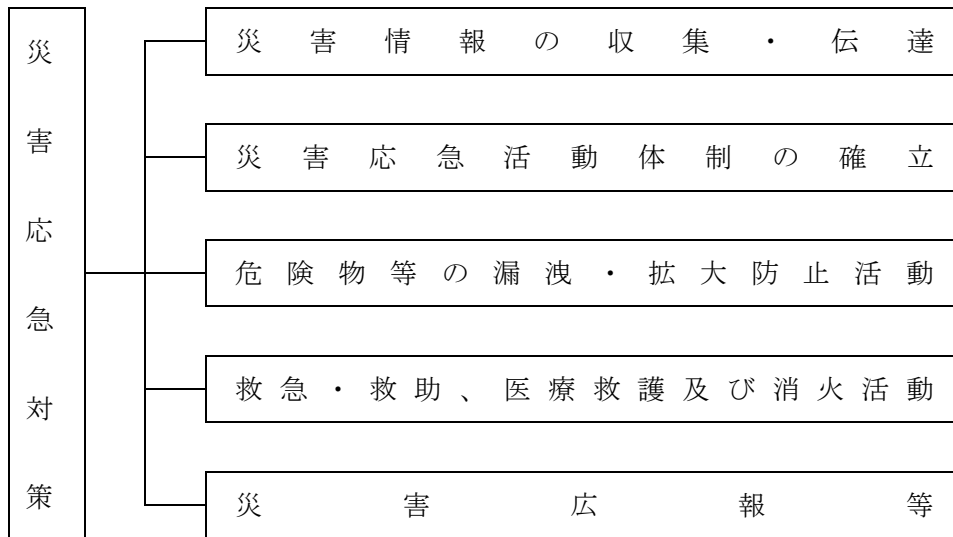 災害応急対策
災害情報の収集・伝達
災害応急活動体制の確立
危険物等の漏洩・拡大防止活動
救急・救助、医療救護及び消火活動
災害広報等